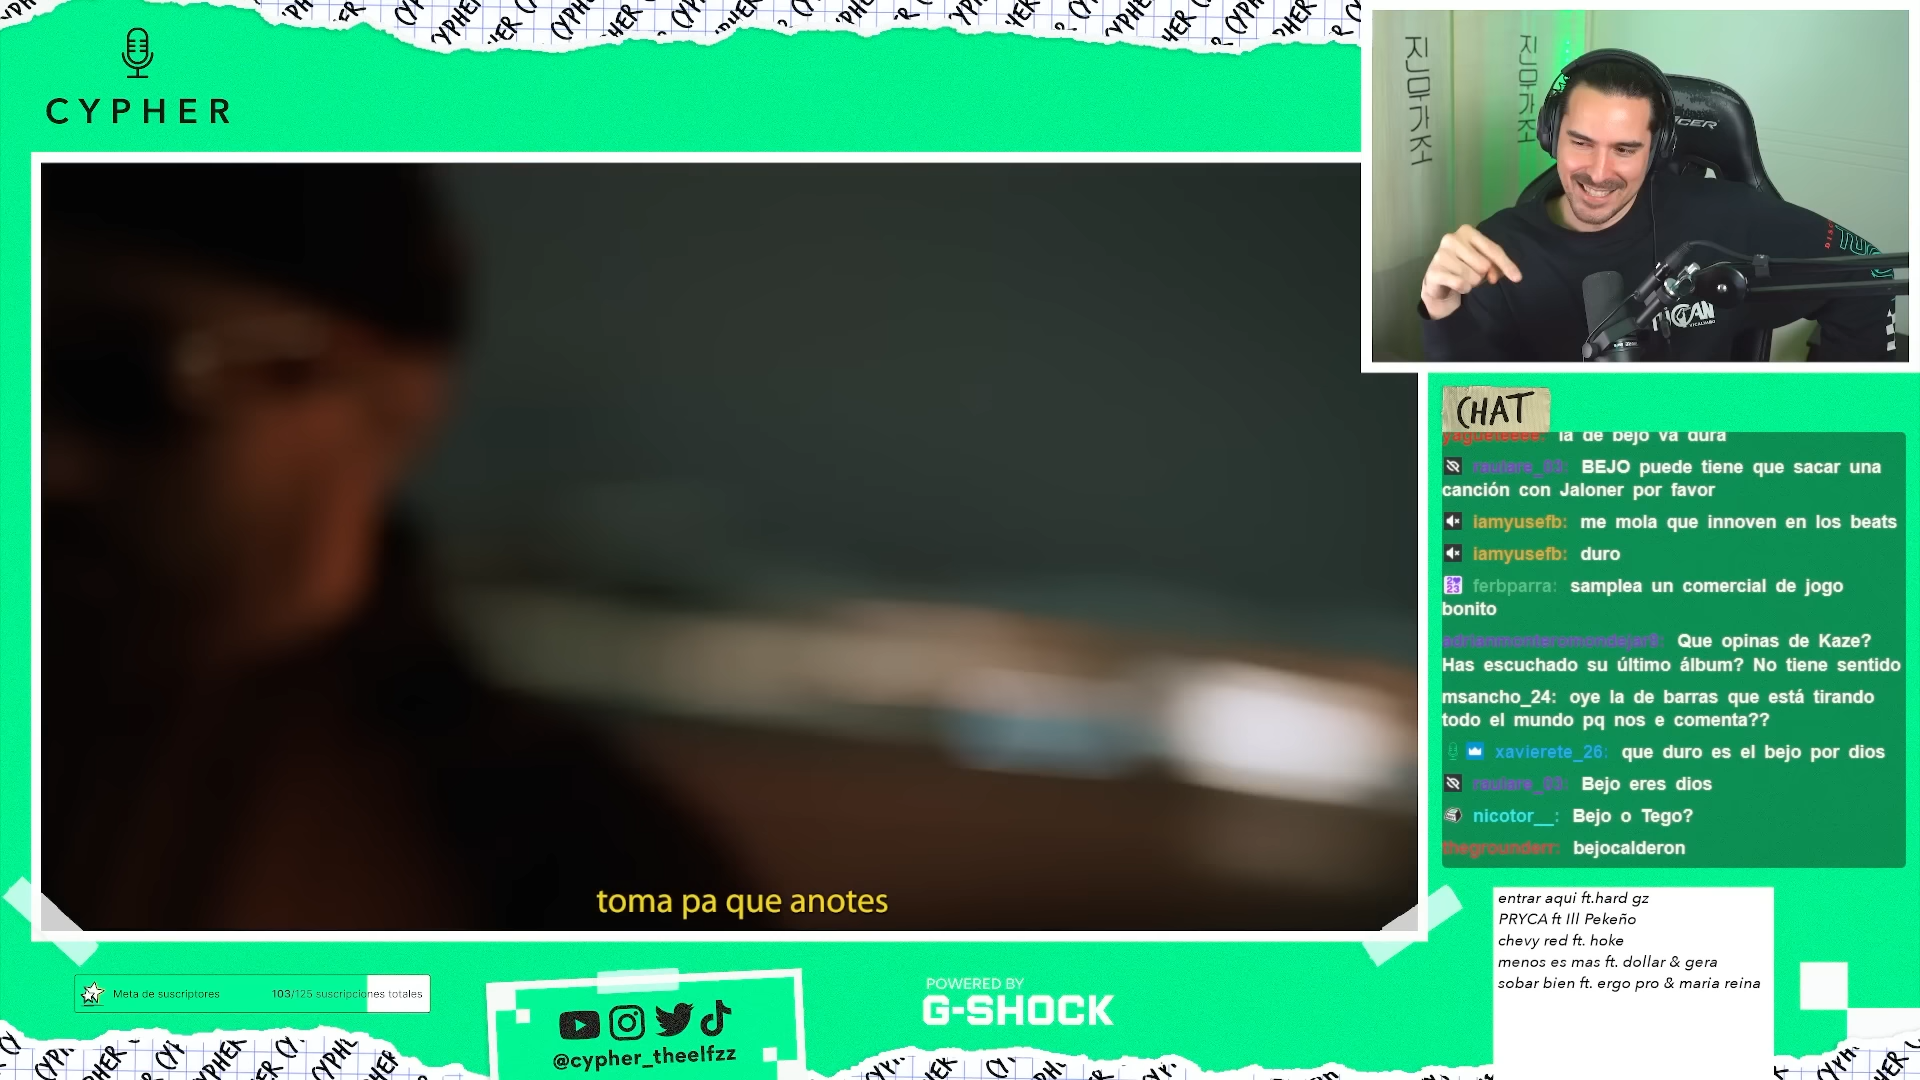 CYPHER
CHAT
yagueteeee: la de bejo va dura
BEJO puede tiene que sacar una
canción con Jaloner por favor
iamyusefb: me mola que innoven en los beats
iamyusefb: duro
ferbparra: samplea un comercial de jogo
bonito
adrianmonteromondejar9: Que opinas de Kaze?
Has escuchado su último álbum? No tiene sentido
msancho_24: oye la de barras que está tirando
todo el mundo pq nos e comenta??
xavierete_26: que duro es el bejo por dios
Bejo eres dios
nicotor__: Bejo o Tego?
thegrounderr: bejocalderon
toma pa que anotes
entrar aqui ft.hard gz
PRYCA ft Ill Pekeño
chevy red ft. hoke
menos es mas ft. dollar & gera
sobar bien ft. ergo pro & maria reina
Meta de suscriptores
103/125 suscripciones totales
@cypher_theelfzz
POWERED BY
G-SHOCK